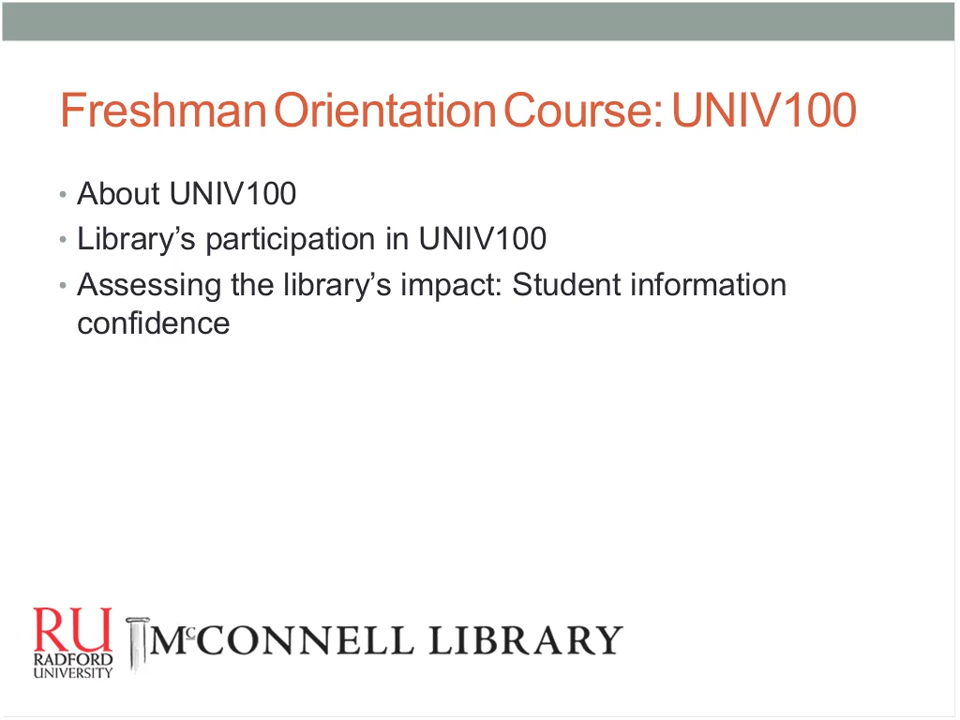 Freshman Orientation Course: UNIV100
• About UNIV100
• Library’s participation in UNIV100
• Assessing the library’s impact: Student information
confidence
RU
RADFORD
UNIVERSITY
McCONNELL LIBRARY